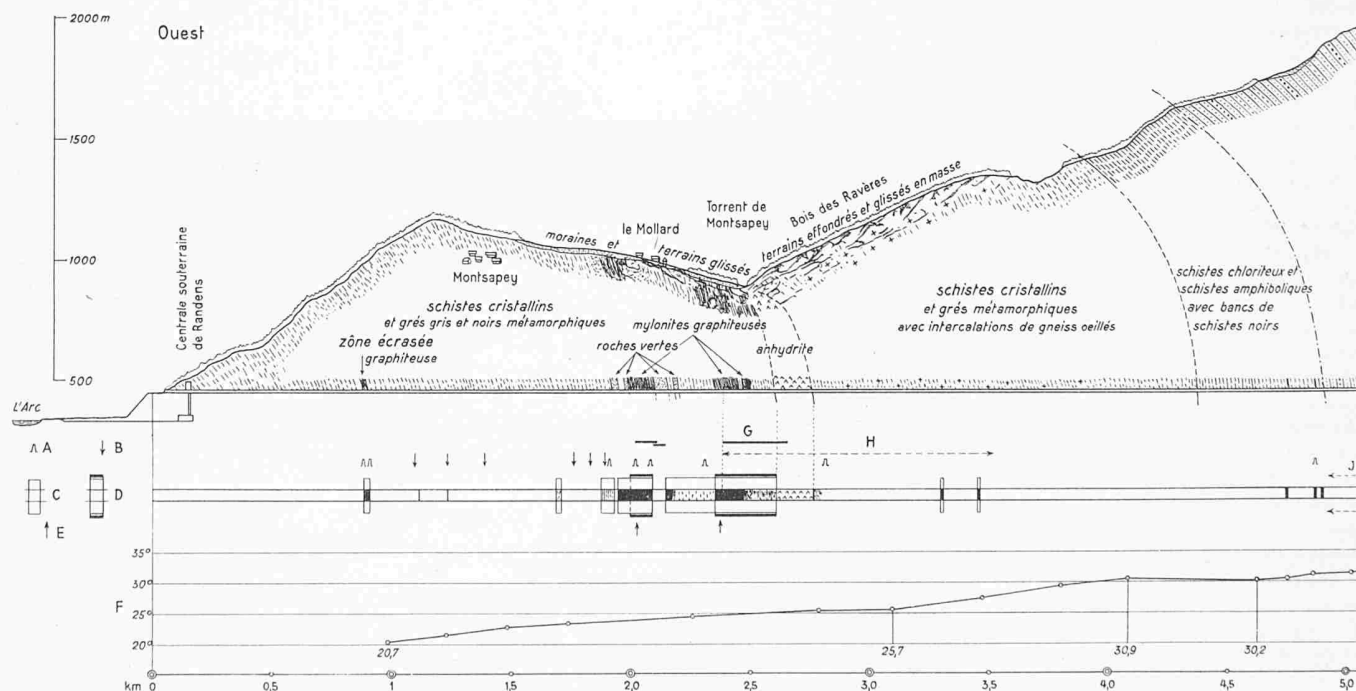 2000 m
Ouest
1500
1000
500
Centrale souterraine
de Randens
L'Arc
Montsapey
moraines et terrains glissés
le Mollard
Torrent de
Montsapey
Bois des Ravères
terrains effondrés et glissés en masse
schistes cristallins
et grés gris et noirs métamorphiques
zône écrasée
graphiteuse
mylonites graphiteuses
roches vertes
anhydrite
schistes cristallins
et grés métamorphiques
avec intercalations de gneiss oeillés
schistes chloriteux et
schistes amphiboliques
avec bancs de
schistes noirs
A
B
G
H
C
D
J
E
35°
30°
F
25°
20°
20,7
25,7
30,9
30,2
km 0
0,5
1
1,5
2,0
2,5
3,0
3,5
4,0
4,5
5,0